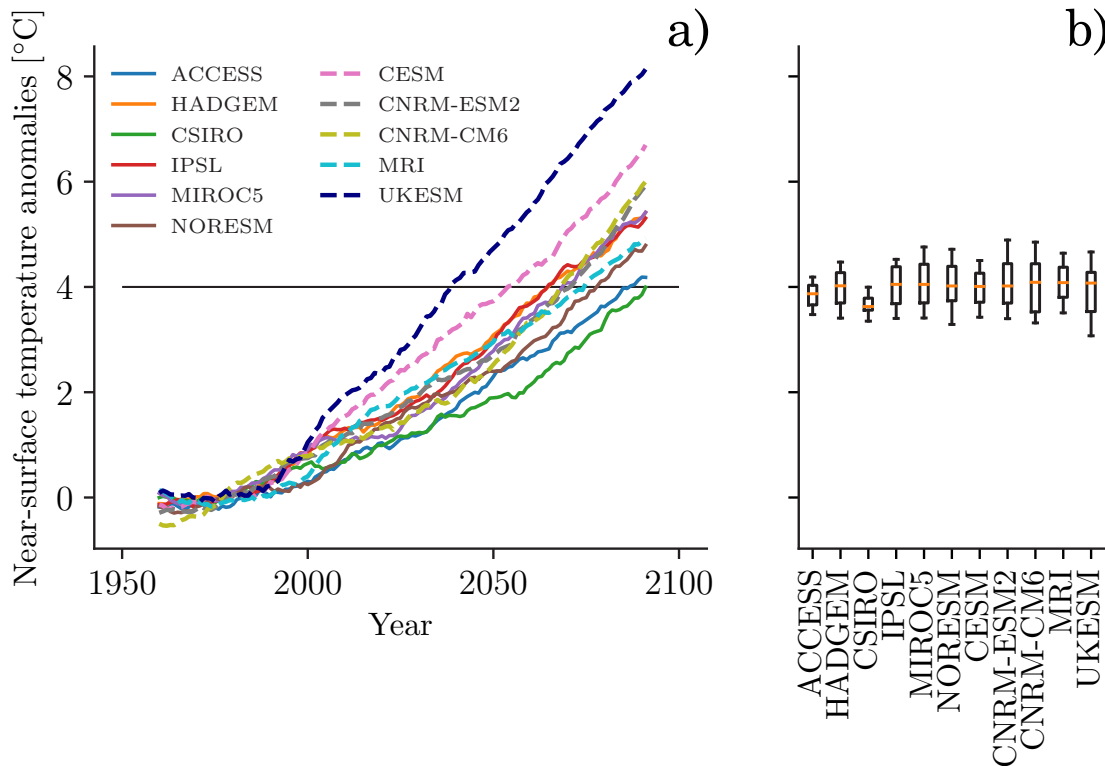 a)
b)
Near-surface temperature anomalies [°C]
8
6
4
2
0
ACCESS
HADGEM
CSIRO
IPSL
MIROC5
NORESM
CESM
CNRM-ESM2
CNRM-CM6
MRI
UKESM
1950
2000
2050
2100
Year
ACCESS
HADGEM
CSIRO
IPSL
MIROC5
NORESM
CESM
CNRM-ESM2
CNRM-CM6
MRI
UKESM